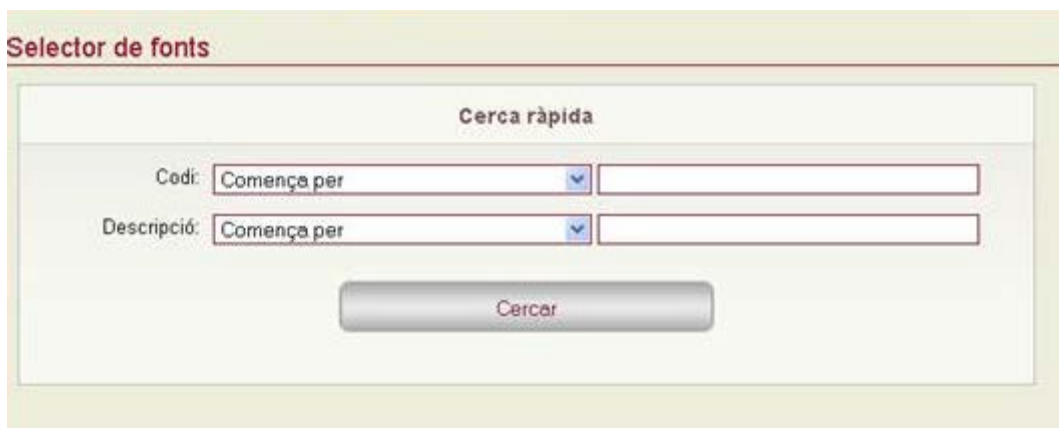 Selector de fonts
Cerca ràpida
Codi: Comença per
Descripció: Comença per
Cercar